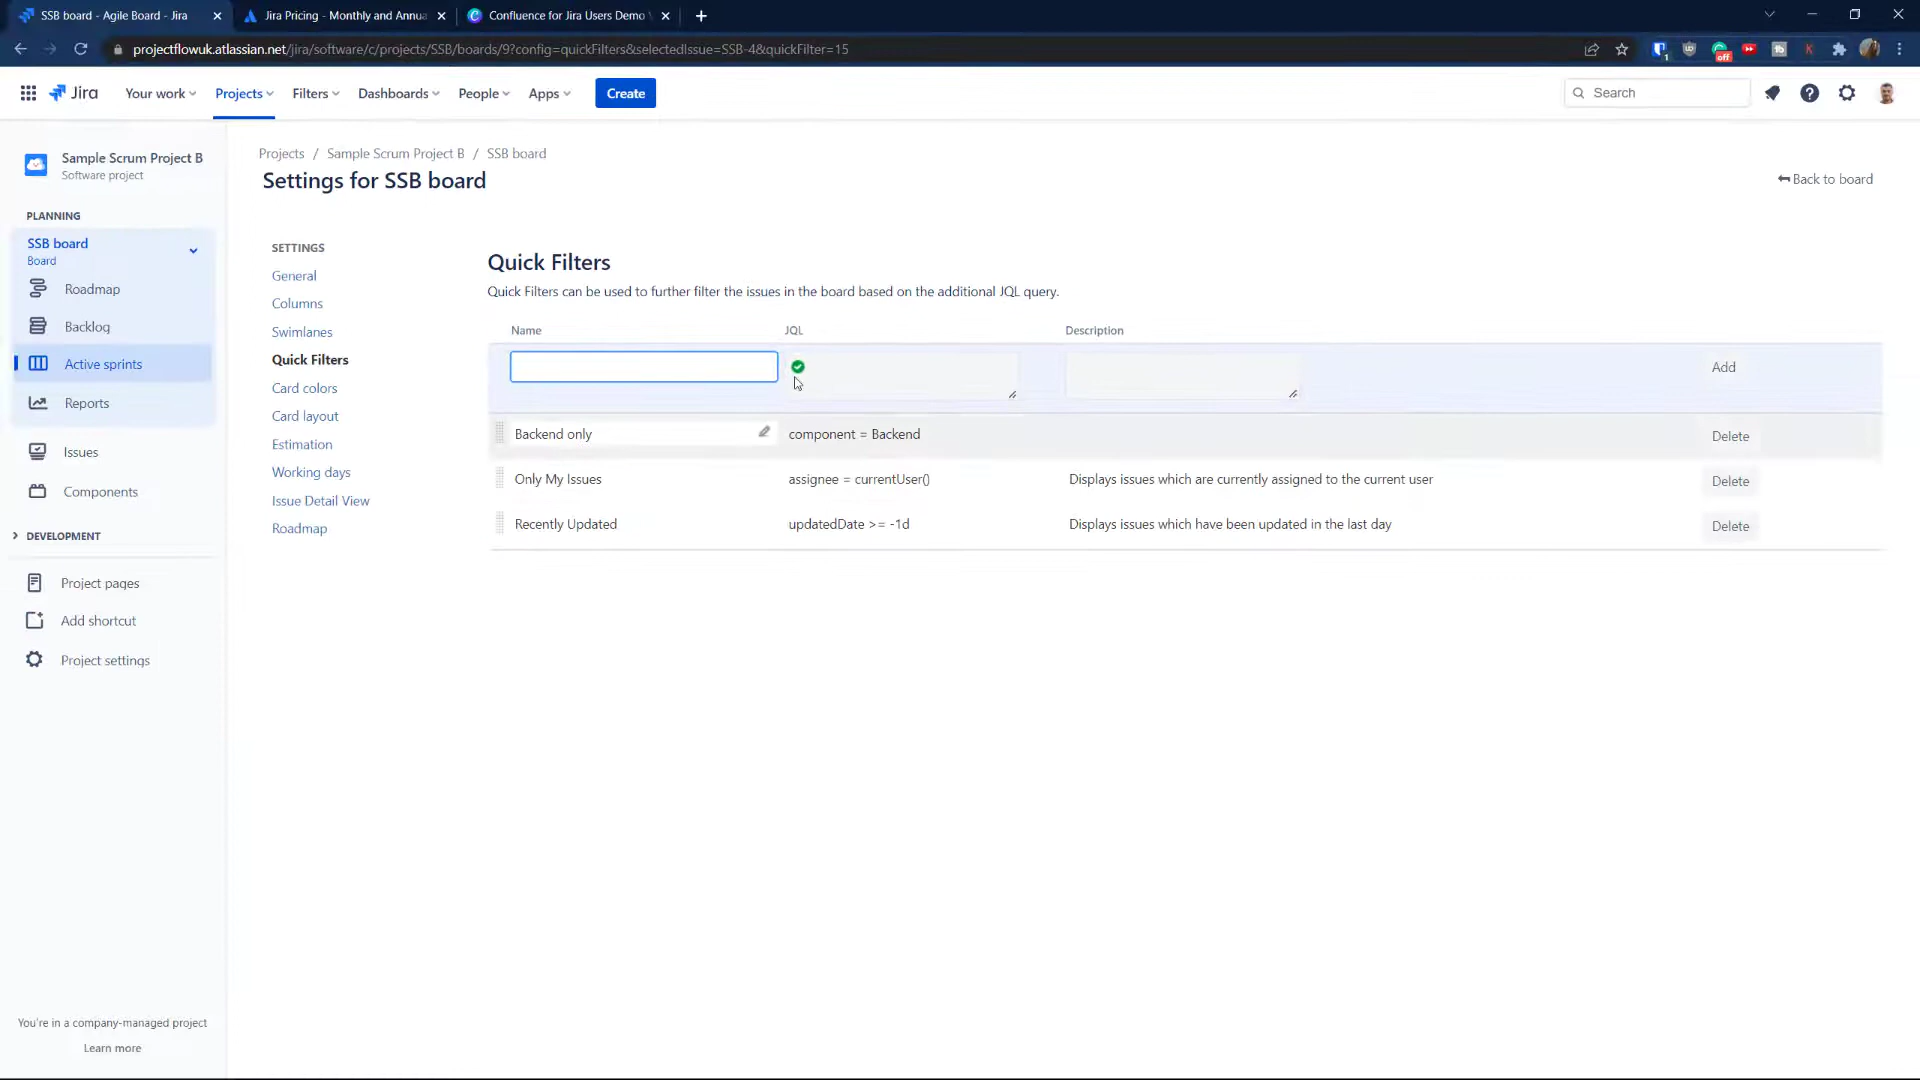 SSB board - Agile Board - Jira
Jira Pricing - Monthly and Annua
Confluence for Jira Users Demo
projectflowuk.atlassian.net/jira/software/c/projects/SSB/boards/9?config=quickFilters&selectedIssue=SSB-4&quickFilter=15
1
off
Jira
Your work
Projects
Filters
Dashboards
People
Apps
Create
Search
Sample Scrum Project B
Software project
Projects / Sample Scrum Project B / SSB board
Settings for SSB board
Back to board
PLANNING
SSB board
Board
Roadmap
Backlog
Active sprints
Reports
Issues
Components
DEVELOPMENT
Project pages
Add shortcut
Project settings
You're in a company-managed project
Learn more
SETTINGS
General
Columns
Swimlanes
Quick Filters
Card colors
Card layout
Estimation
Working days
Issue Detail View
Roadmap
Quick Filters
Quick Filters can be used to further filter the issues in the board based on the additional JQL query.
Name JQL Description
Add
Backend only component = Backend Delete
Only My Issues assignee = currentUser() Displays issues which are currently assigned to the current user Delete
Recently Updated updatedDate >= -1d Displays issues which have been updated in the last day Delete